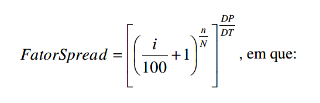 FatorSpread = [ ( i/100 + 1 )^(n/N) ]^(DP/DT) , em que: